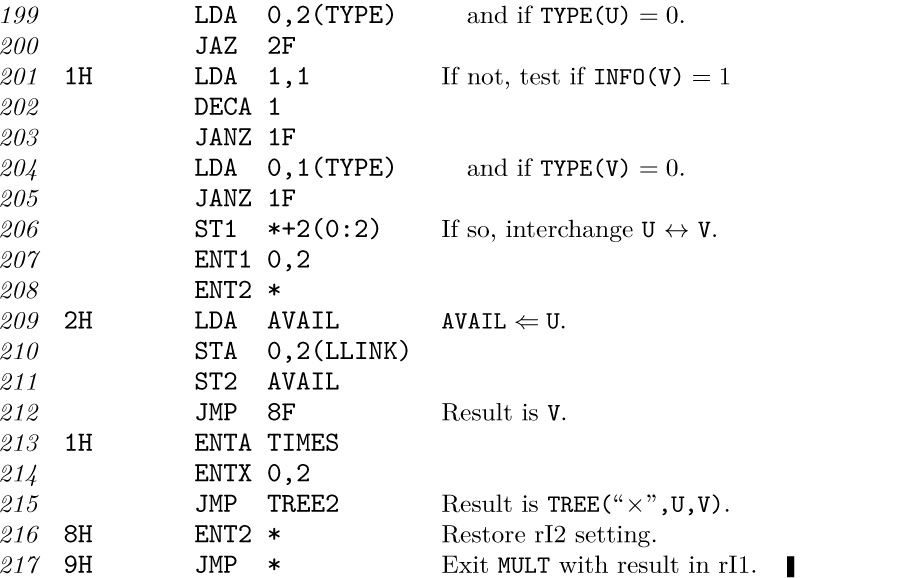 199 LDA 0,2(TYPE) and if TYPE(U) = 0.
200 JAZ 2F
201 1H LDA 1,1 If not, test if INFO(V) = 1
202 DECA 1
203 JANZ 1F
204 LDA 0,1(TYPE) and if TYPE(V) = 0.
205 JANZ 1F
206 ST1 *+2(0:2) If so, interchange U ↔ V.
207 ENT1 0,2
208 ENT2 *
209 2H LDA AVAIL AVAIL ⇐ U.
210 STA 0,2(LLINK)
211 ST2 AVAIL
212 JMP 8F Result is V.
213 1H ENTA TIMES
214 ENTX 0,2
215 JMP TREE2 Result is TREE(“×”,U,V).
216 8H ENT2 * Restore rI2 setting.
217 9H JMP * Exit MULT with result in rI1. ▮